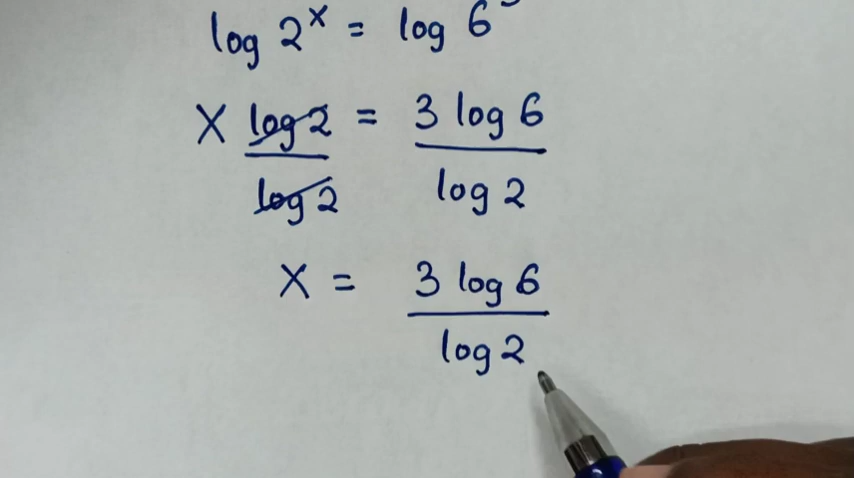 log 2^x = log 6
x log 2 / log 2 = 3 log 6 / log 2
x = 3 log 6 / log 2